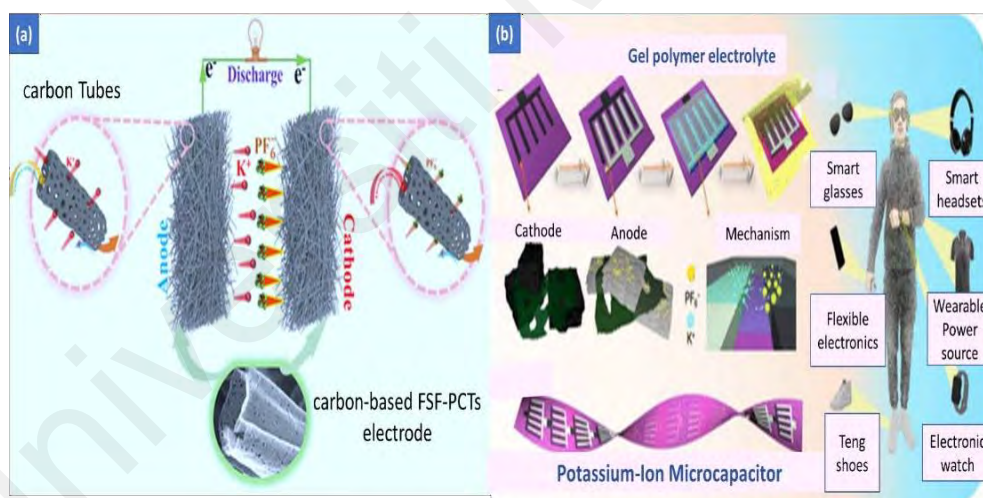 (a)
e⁻
Discharge
e⁻
carbon Tubes
K⁺
PF₆⁻
K⁺
Anode
Cathode
carbon-based FSF-PCTs
electrode
(b)
Gel polymer electrolyte
Cathode
Anode
Mechanism
PF₆⁻
K⁺
Potassium-Ion Microcapacitor
Smart
glasses
Smart
headsets
Flexible
electronics
Wearable
Power
source
Teng
shoes
Electronic
watch